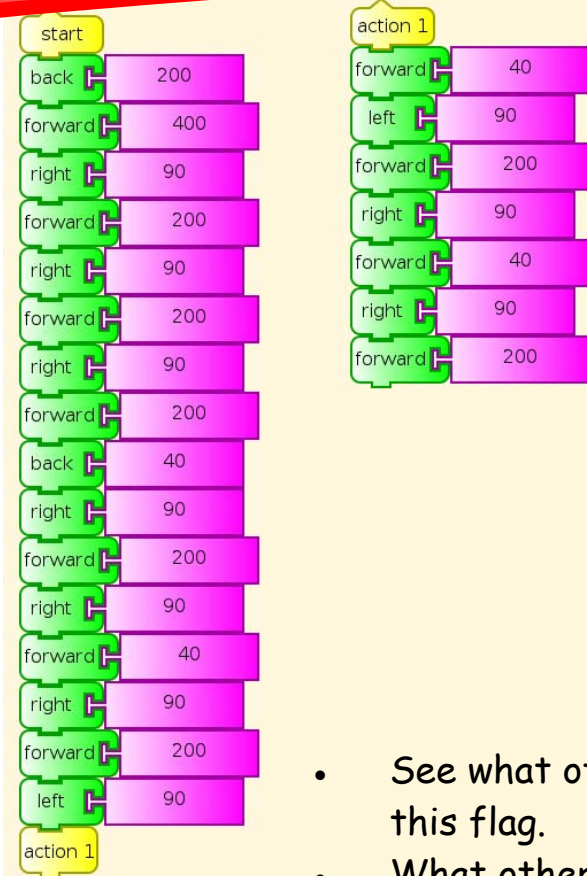 start
back 200
forward 400
right 90
forward 200
right 90
forward 200
right 90
forward 200
back 40
right 90
forward 200
right 90
forward 40
right 90
forward 200
left 90
action 1
action 1
forward 40
left 90
forward 200
right 90
forward 40
right 90
forward 200
• See what
this flag.
• What other